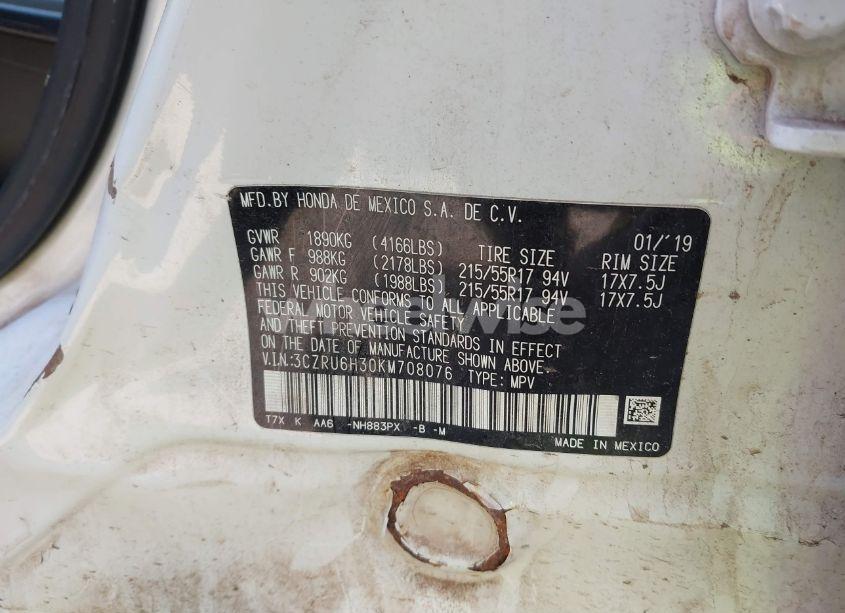 MFD.BY HONDA DE MEXICO S.A. DE C.V.
01/'19
GVWR 1890KG (4166LBS) TIRE SIZE RIM SIZE
GAWR F 988KG (2178LBS) 215/55R17 94V 17X7.5J
GAWR R 902KG (1988LBS) 215/55R17 94V 17X7.5J
THIS VEHICLE CONFORMS TO ALL APPLICABLE
FEDERAL MOTOR VEHICLE SAFETY
AND THEFT PREVENTION STANDARDS IN EFFECT
ON THE DATE OF MANUFACTURE SHOWN ABOVE.
V.I.N:3CZRU6H30KM708076 TYPE: MPV
T7X K AA6 -NH883PX -B -M
MADE IN MEXICO